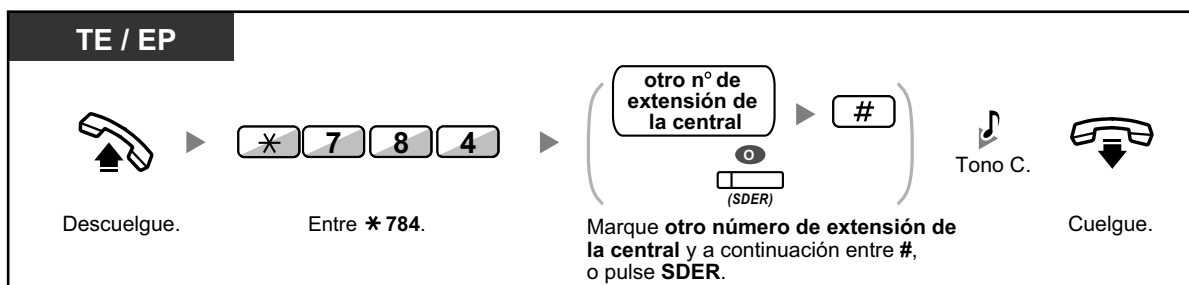 TE / EP
* 7 8 4
otro nº de
extensión de
la central
#
o
(SDER)
Tono C.
Descuelgue.
Entre * 784.
Marque otro número de extensión de
la central y a continuación entre #,
o pulse SDER.
Cuelgue.